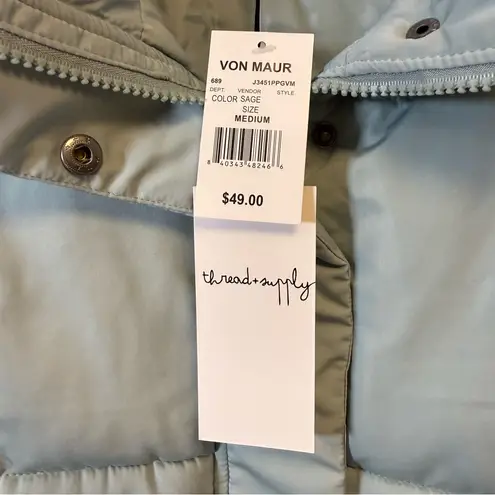 VON MAUR
689 J3451PPGVM
DEPT. VENDOR STYLE
COLOR SAGE
SIZE
MEDIUM
8 40343 48246 6
$49.00
thread+supply